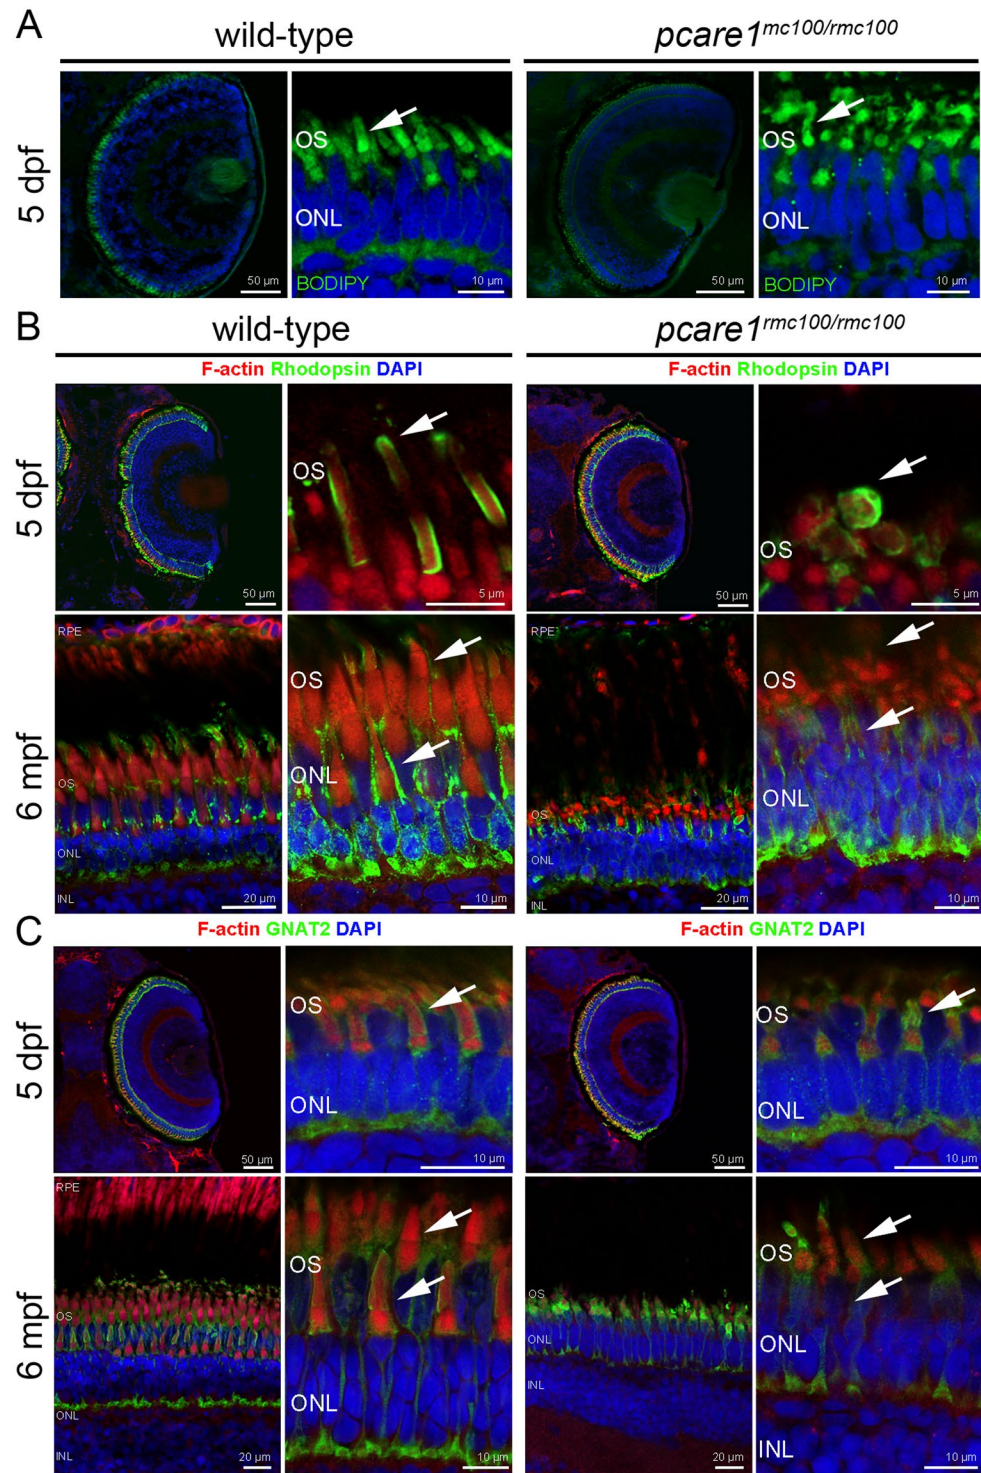 A
wild-type
pcare1mc100/rmc100
5 dpf
OS
ONL
BODIPY
50 µm
10 µm
OS
ONL
BODIPY
50 µm
10 µm
B
wild-type
pcare1rmc100/rmc100
F-actin Rhodopsin DAPI
F-actin Rhodopsin DAPI
5 dpf
OS
50 µm
5 µm
OS
50 µm
5 µm
6 mpf
RPE
OS
ONL
INL
20 µm
OS
ONL
10 µm
OS
ONL
INL
20 µm
OS
ONL
10 µm
C
F-actin GNAT2 DAPI
F-actin GNAT2 DAPI
5 dpf
50 µm
OS
ONL
10 µm
50 µm
OS
ONL
10 µm
6 mpf
RPE
OS
ONL
INL
20 µm
OS
ONL
10 µm
OS
ONL
INL
20 µm
OS
ONL
INL
10 µm